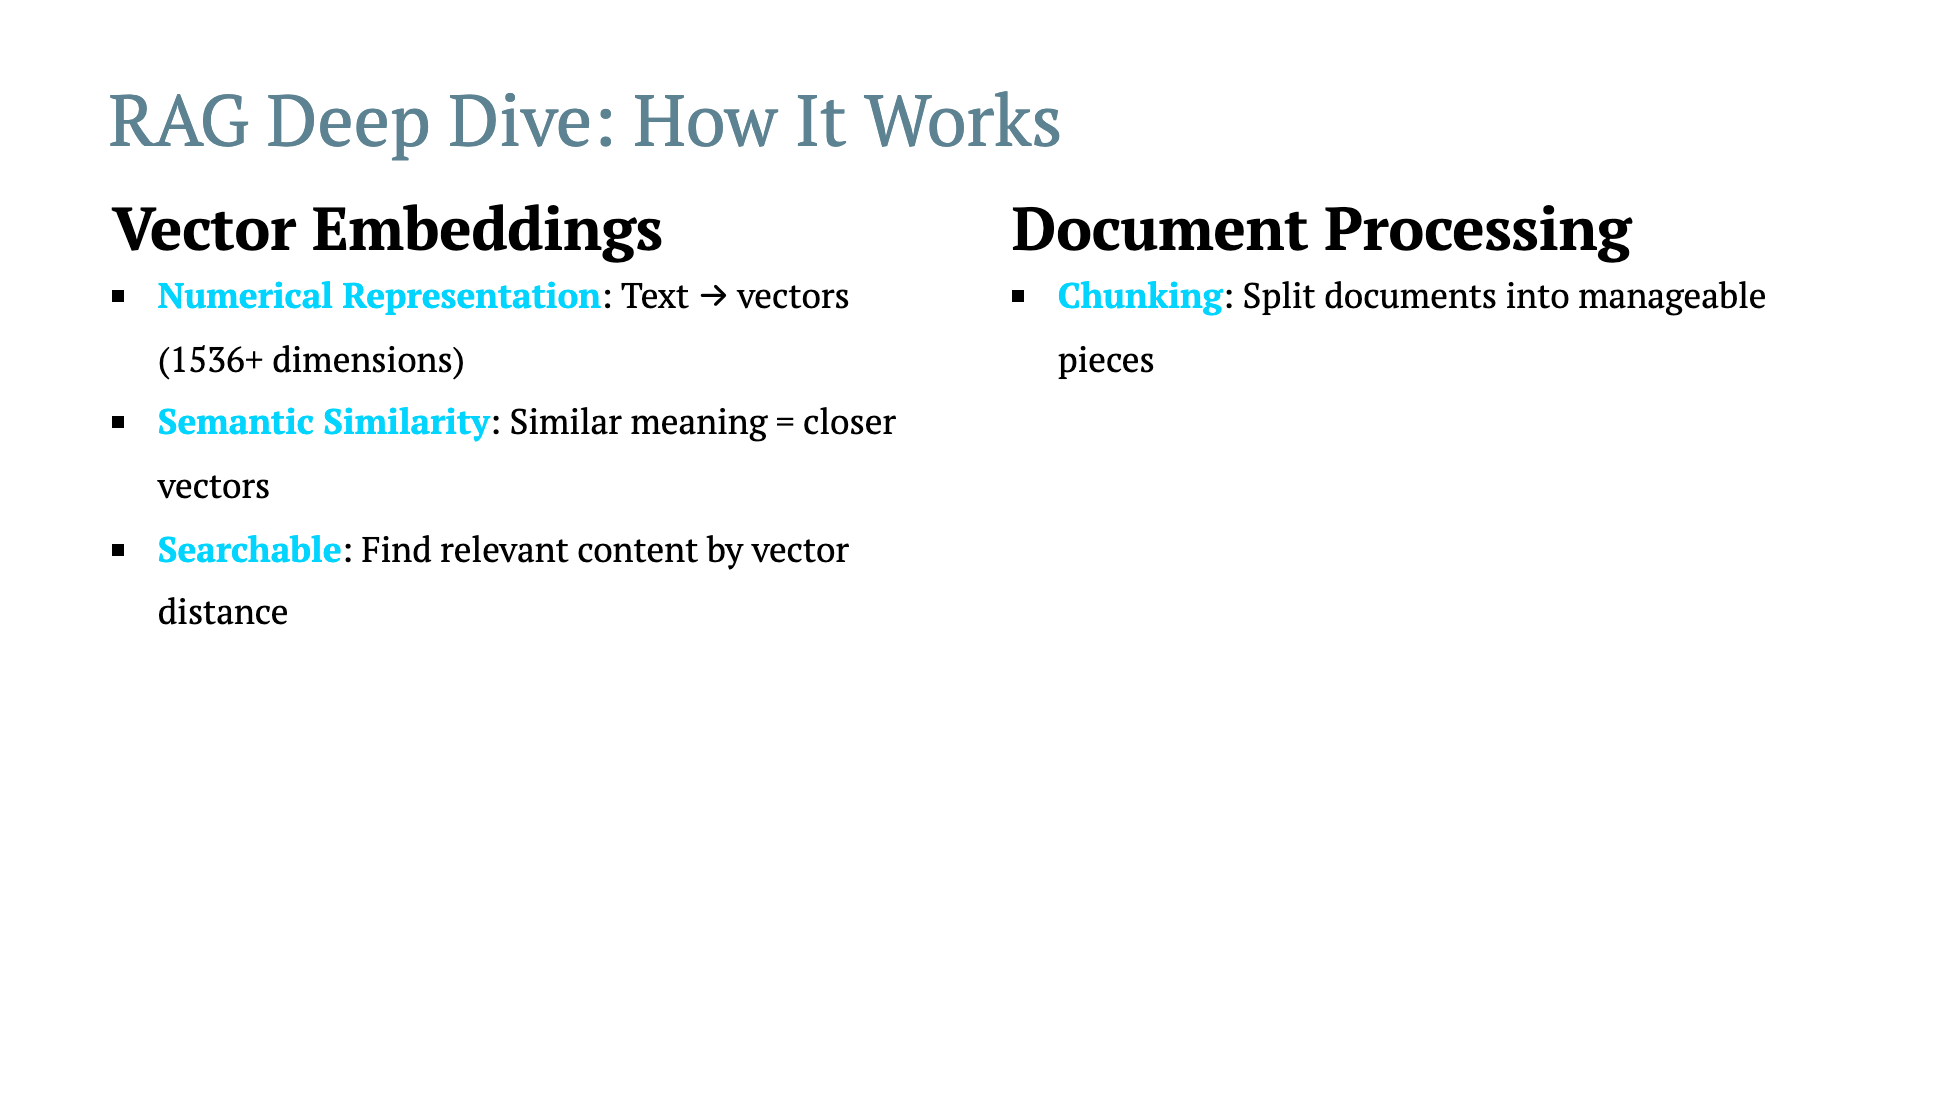 RAG Deep Dive: How It Works
Vector Embeddings
▪ Numerical Representation: Text → vectors
(1536+ dimensions)
▪ Semantic Similarity: Similar meaning = closer
vectors
▪ Searchable: Find relevant content by vector
distance
Document Processing
▪ Chunking: Split documents into manageable
pieces